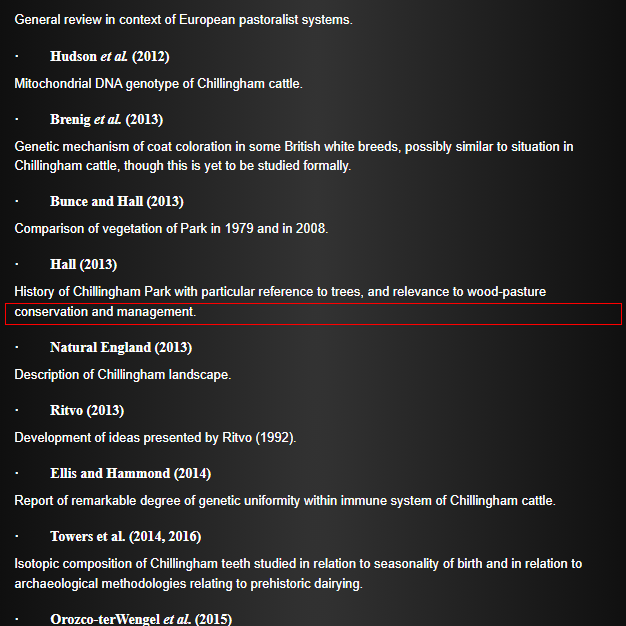 General review in context of European pastoralist systems.
· Hudson et al. (2012)
Mitochondrial DNA genotype of Chillingham cattle.
· Brenig et al. (2013)
Genetic mechanism of coat coloration in some British white breeds, possibly similar to situation in
Chillingham cattle, though this is yet to be studied formally.
· Bunce and Hall (2013)
Comparison of vegetation of Park in 1979 and in 2008.
· Hall (2013)
History of Chillingham Park with particular reference to trees, and relevance to wood-pasture
conservation and management.
· Natural England (2013)
Description of Chillingham landscape.
· Ritvo (2013)
Development of ideas presented by Ritvo (1992).
· Ellis and Hammond (2014)
Report of remarkable degree of genetic uniformity within immune system of Chillingham cattle.
· Towers et al. (2014, 2016)
Isotopic composition of Chillingham teeth studied in relation to seasonality of birth and in relation to
archaeological methodologies relating to prehistoric dairying.
· Orozco-terWengel et al. (2015)